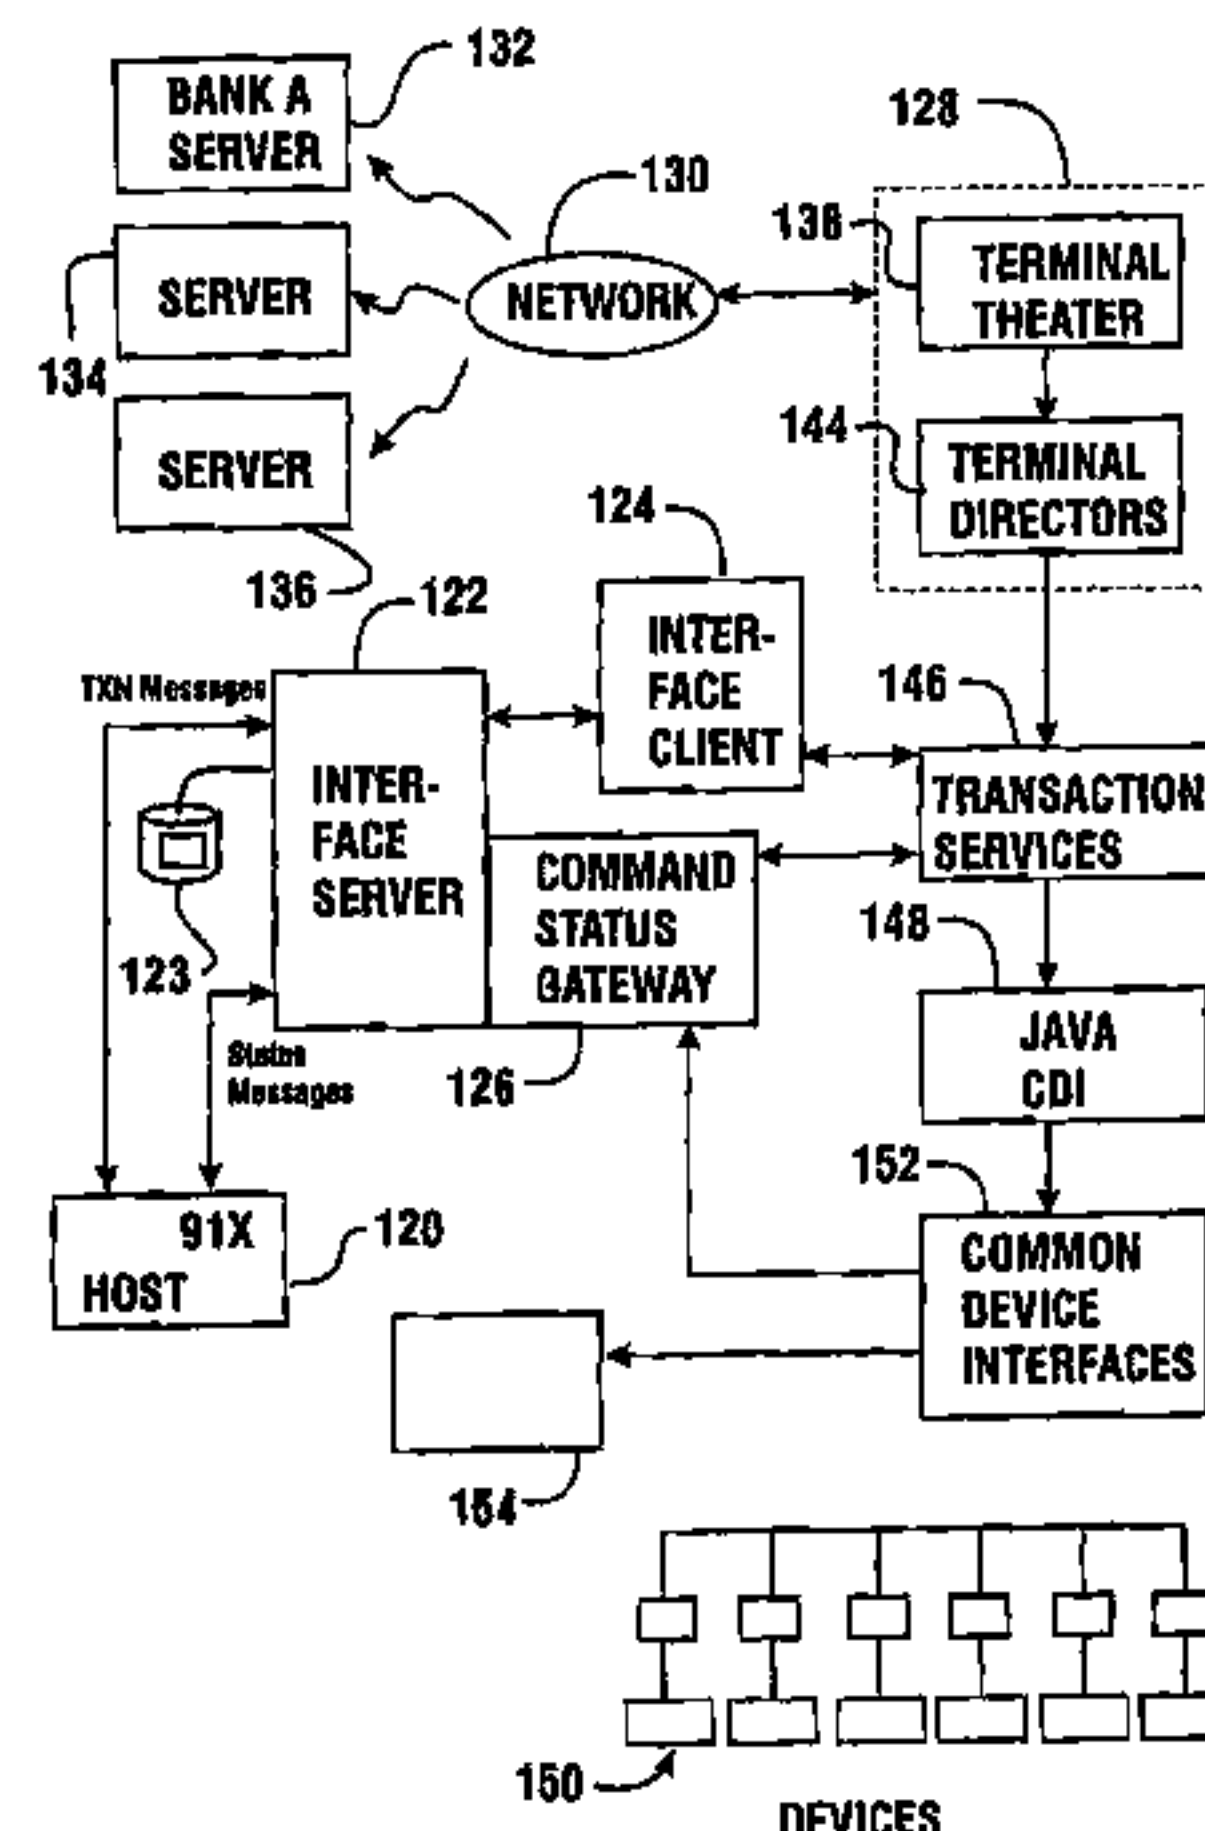 132
BANK A
SERVER
128
130
138
TERMINAL
THEATER
NETWORK
SERVER
134
144
TERMINAL
DIRECTORS
SERVER
124
136
122
INTER-
FACE
CLIENT
TXN Messages
146
TRANSACTION
SERVICES
INTER-
FACE
SERVER
COMMAND
STATUS
GATEWAY
148
123
JAVA
CDI
Status
Messages
126
152
91X
HOST
120
COMMON
DEVICE
INTERFACES
154
150
DEVICES